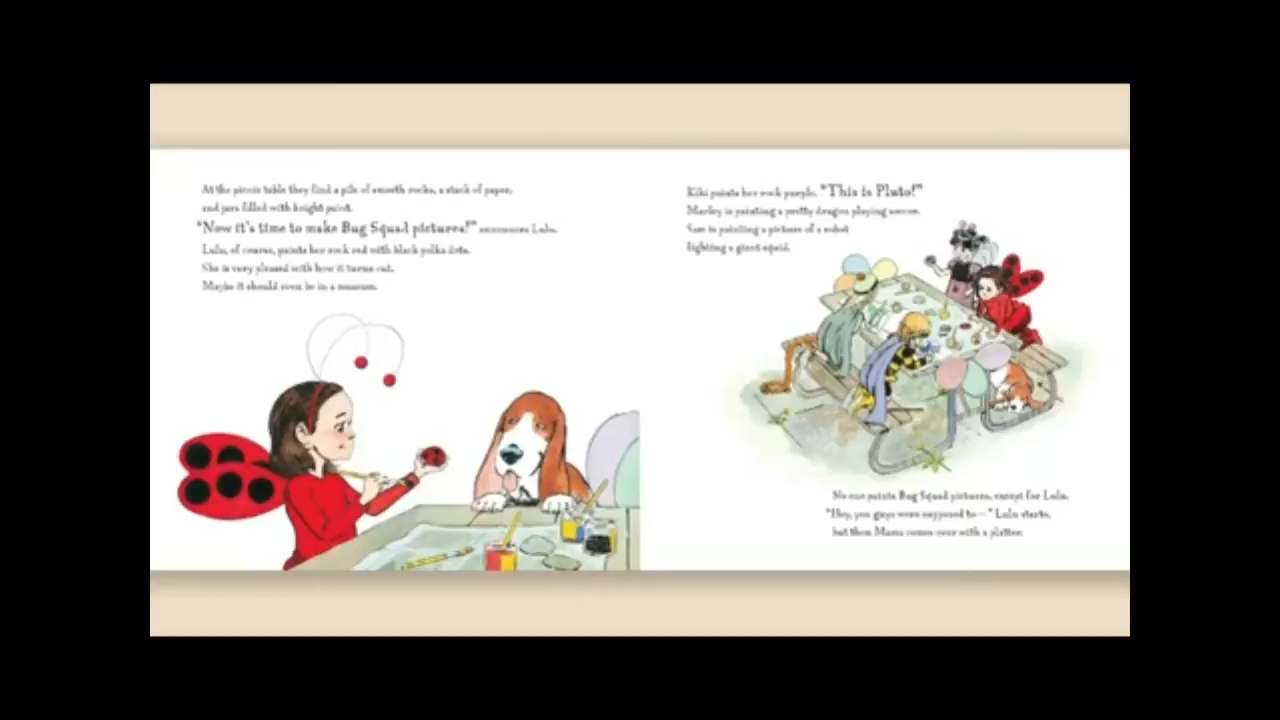 At the picnic table they find a pile of smooth rocks, a stack of paper,
and jars filled with bright paint.
"Now it's time to make Bug Squad pictures!" announces Lulu.
Lulu, of course, paints her rock red with black polka dots.
She is very pleased with how it turns out.
Maybe it should even be in a museum.
Kiki paints her rock purple. "This is Pluto!"
Marley is painting a pretty dragon playing soccer.
Sam is painting a picture of a robot
fighting a giant squid.
No one paints Bug Squad pictures, except for Lulu.
"Hey, you guys were supposed to—" Lulu starts,
but then Mama comes over with a platter.